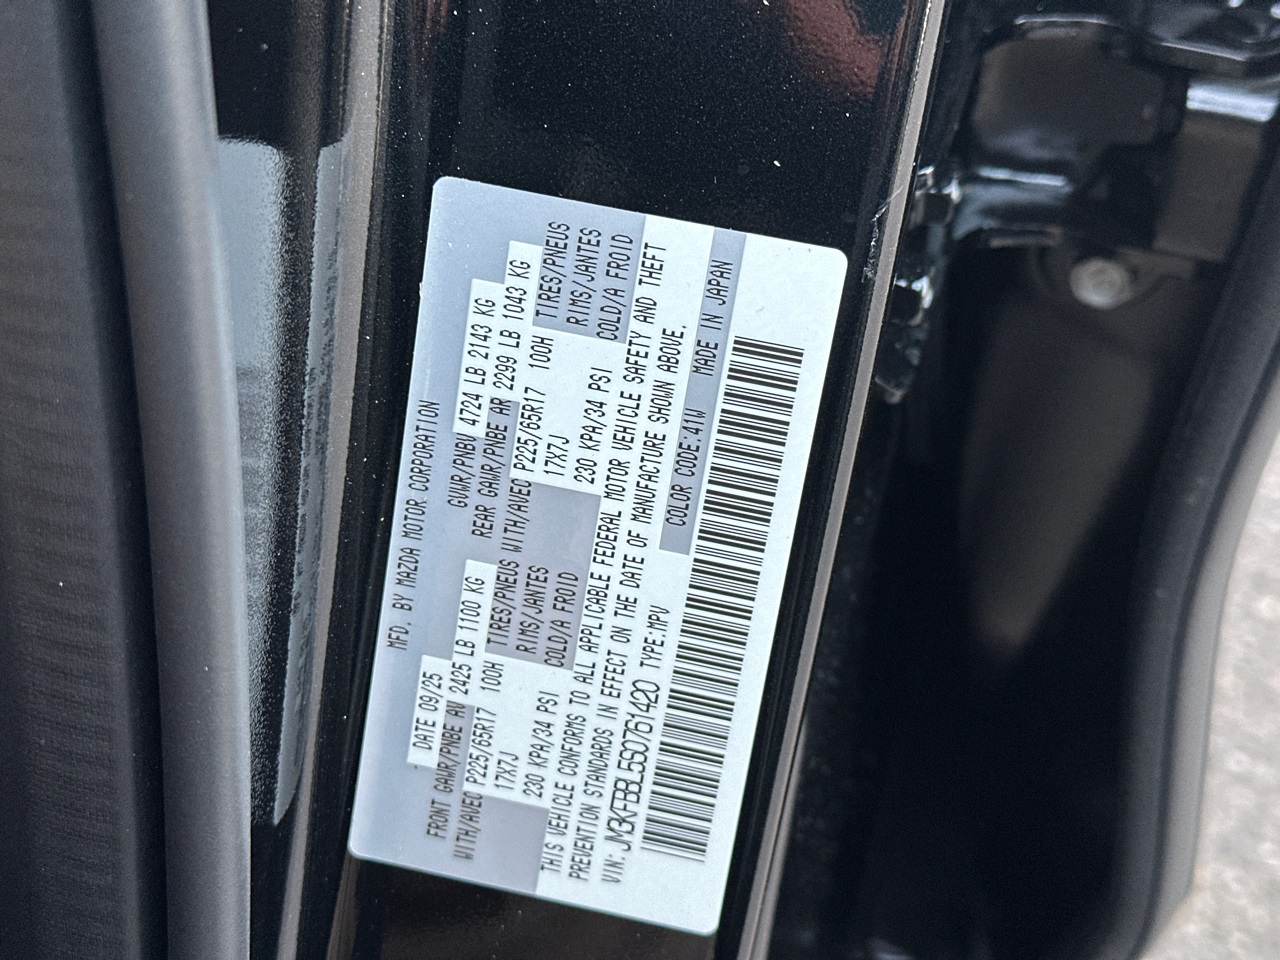 MFD. BY MAZDA MOTOR CORPORATION
DATE 09/25 GVWR/PNBV 4724 LB 2143 KG
FRONT GAWR/PNBE AV 2425 LB 1100 KG REAR GAWR/PNBE AR 2299 LB 1043 KG
WITH/AVEC P225/65R17 100H TIRES/PNEUS WITH/AVEC P225/65R17 100H TIRES/PNEUS
17X7J RIMS/JANTES 17X7J RIMS/JANTES
230 KPA/34 PSI COLD/A FROID 230 KPA/34 PSI COLD/A FROID
THIS VEHICLE CONFORMS TO ALL APPLICABLE FEDERAL MOTOR VEHICLE SAFETY AND THEFT
PREVENTION STANDARDS IN EFFECT ON THE DATE OF MANUFACTURE SHOWN ABOVE.
VIN: JM3KFBBL5S0761420 TYPE:MPV COLOR CODE:41W MADE IN JAPAN